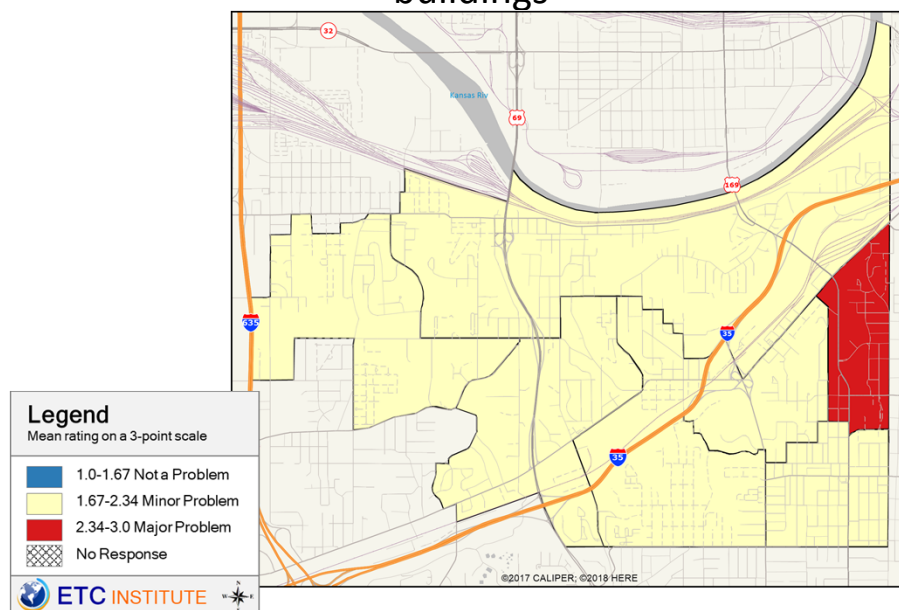 buildings
32
Kansas Riv
69
169
635
35
35
Legend
Mean rating on a 3-point scale
1.0-1.67 Not a Problem
1.67-2.34 Minor Problem
2.34-3.0 Major Problem
No Response
ETC INSTITUTE
N
W E
S
©2017 CALIPER; ©2018 HERE